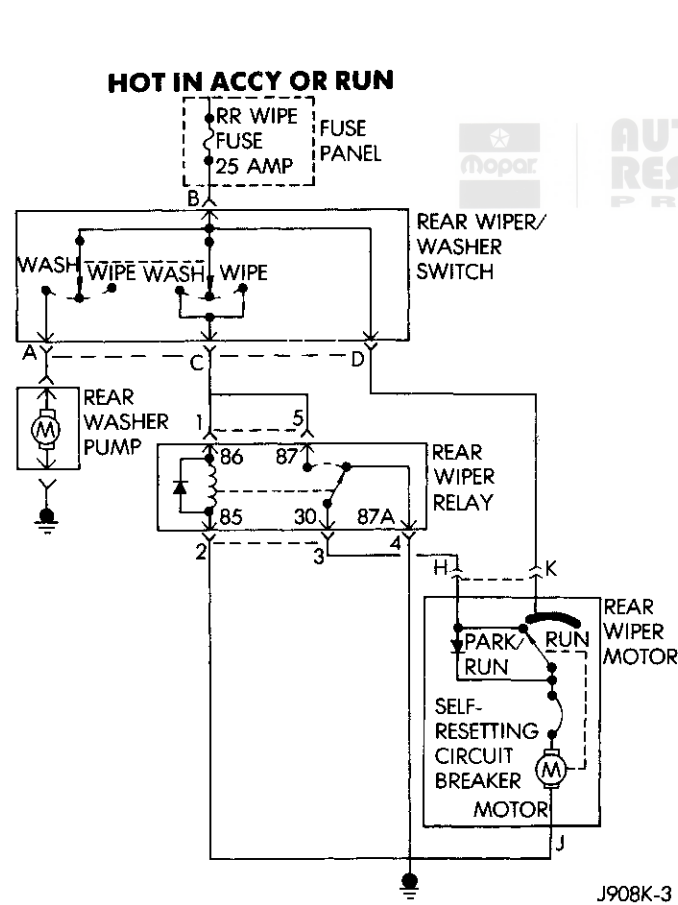 HOT IN ACCY OR RUN
RR WIPE
FUSE
25 AMP
FUSE
PANEL
Mopar.
B
REAR WIPER/
WASHER
SWITCH
WASH
WIPE
WASH
WIPE
A
C
D
REAR
WASHER
PUMP
M
1
5
86
87
REAR
WIPER
RELAY
85
30
87A
2
3
4
H
K
REAR
WIPER
MOTOR
PARK/
RUN
RUN
SELF-
RESETTING
CIRCUIT
BREAKER
M
MOTOR
J
J908K-3